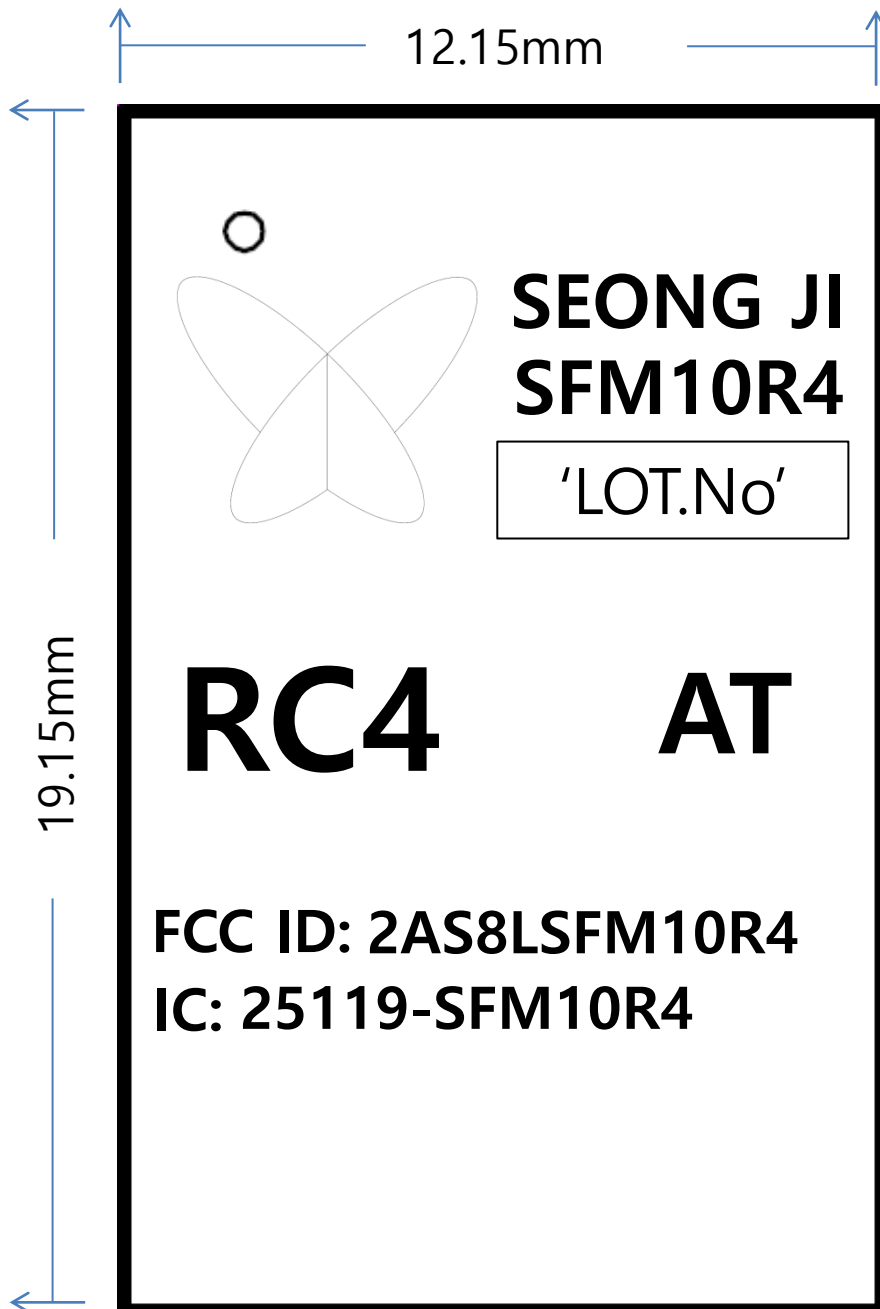 12.15mm
SEONG JI
SFM10R4
‘LOT.No’
19.15mm
RC4 AT
FCC ID: 2AS8LSFM10R4
IC: 25119-SFM10R4